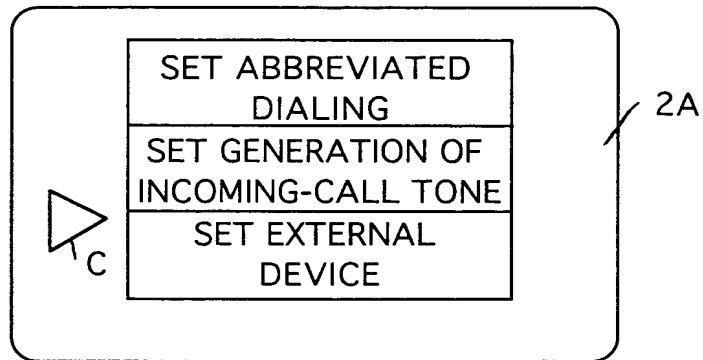 SET ABBREVIATED
DIALING
SET GENERATION OF
INCOMING-CALL TONE
SET EXTERNAL
DEVICE
2A
C